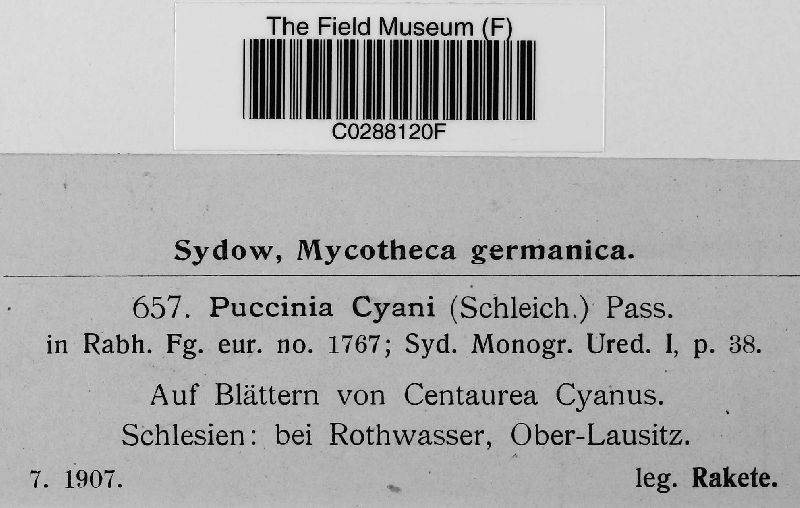 The Field Museum (F)
C0288120F
Sydow, Mycotheca germanica.
657. Puccinia Cyani (Schleich.) Pass.
in Rabh. Fg. eur. no. 1767; Syd. Monogr. Ured. I, p. 38.
Auf Blättern von Centaurea Cyanus.
Schlesien: bei Rothwasser, Ober-Lausitz.
7. 1907. leg. Rakete.